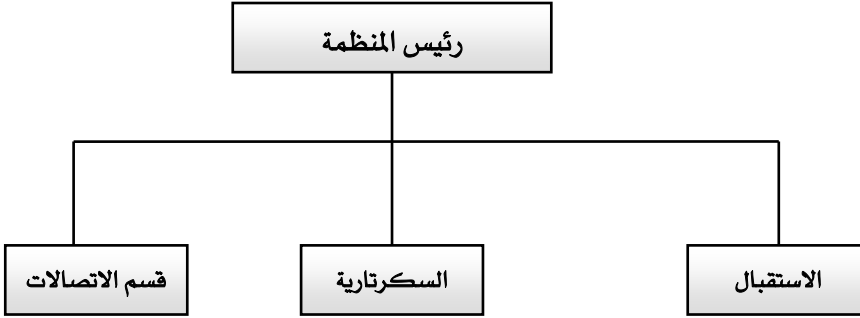 رئيس المنظمة
الاستقبال
السكرتارية
قسم الاتصالات